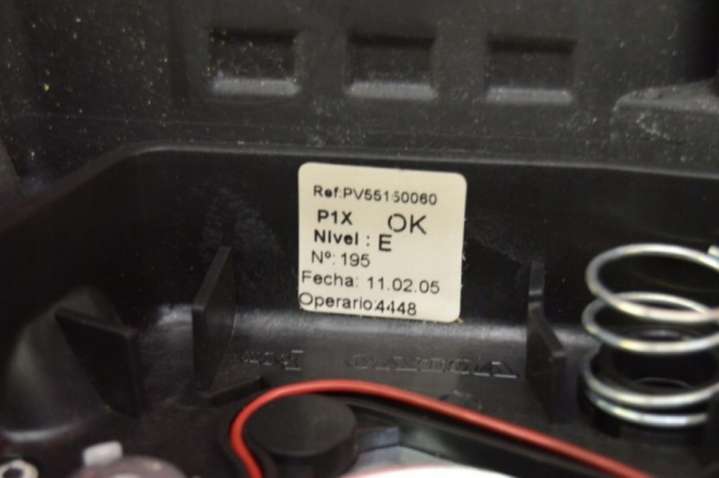 Ref:PV55150060
P1X OK
Nivel : E
Nº: 195
Fecha: 11.02.05
Operario:4448